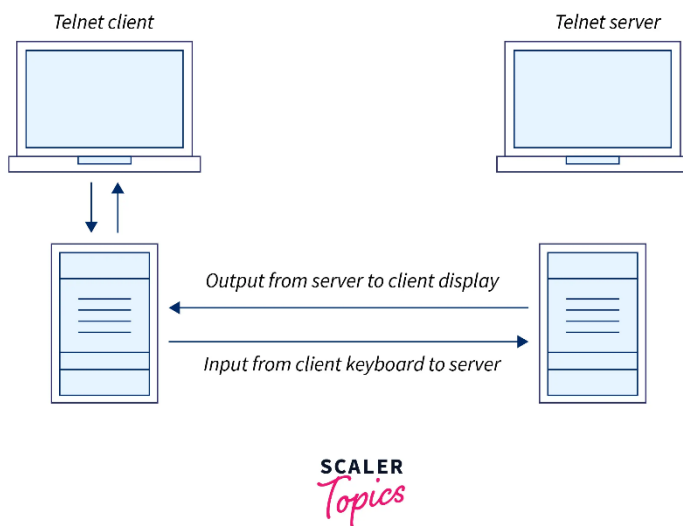 Telnet client
Telnet server
Output from server to client display
Input from client keyboard to server
SCALER
Topics